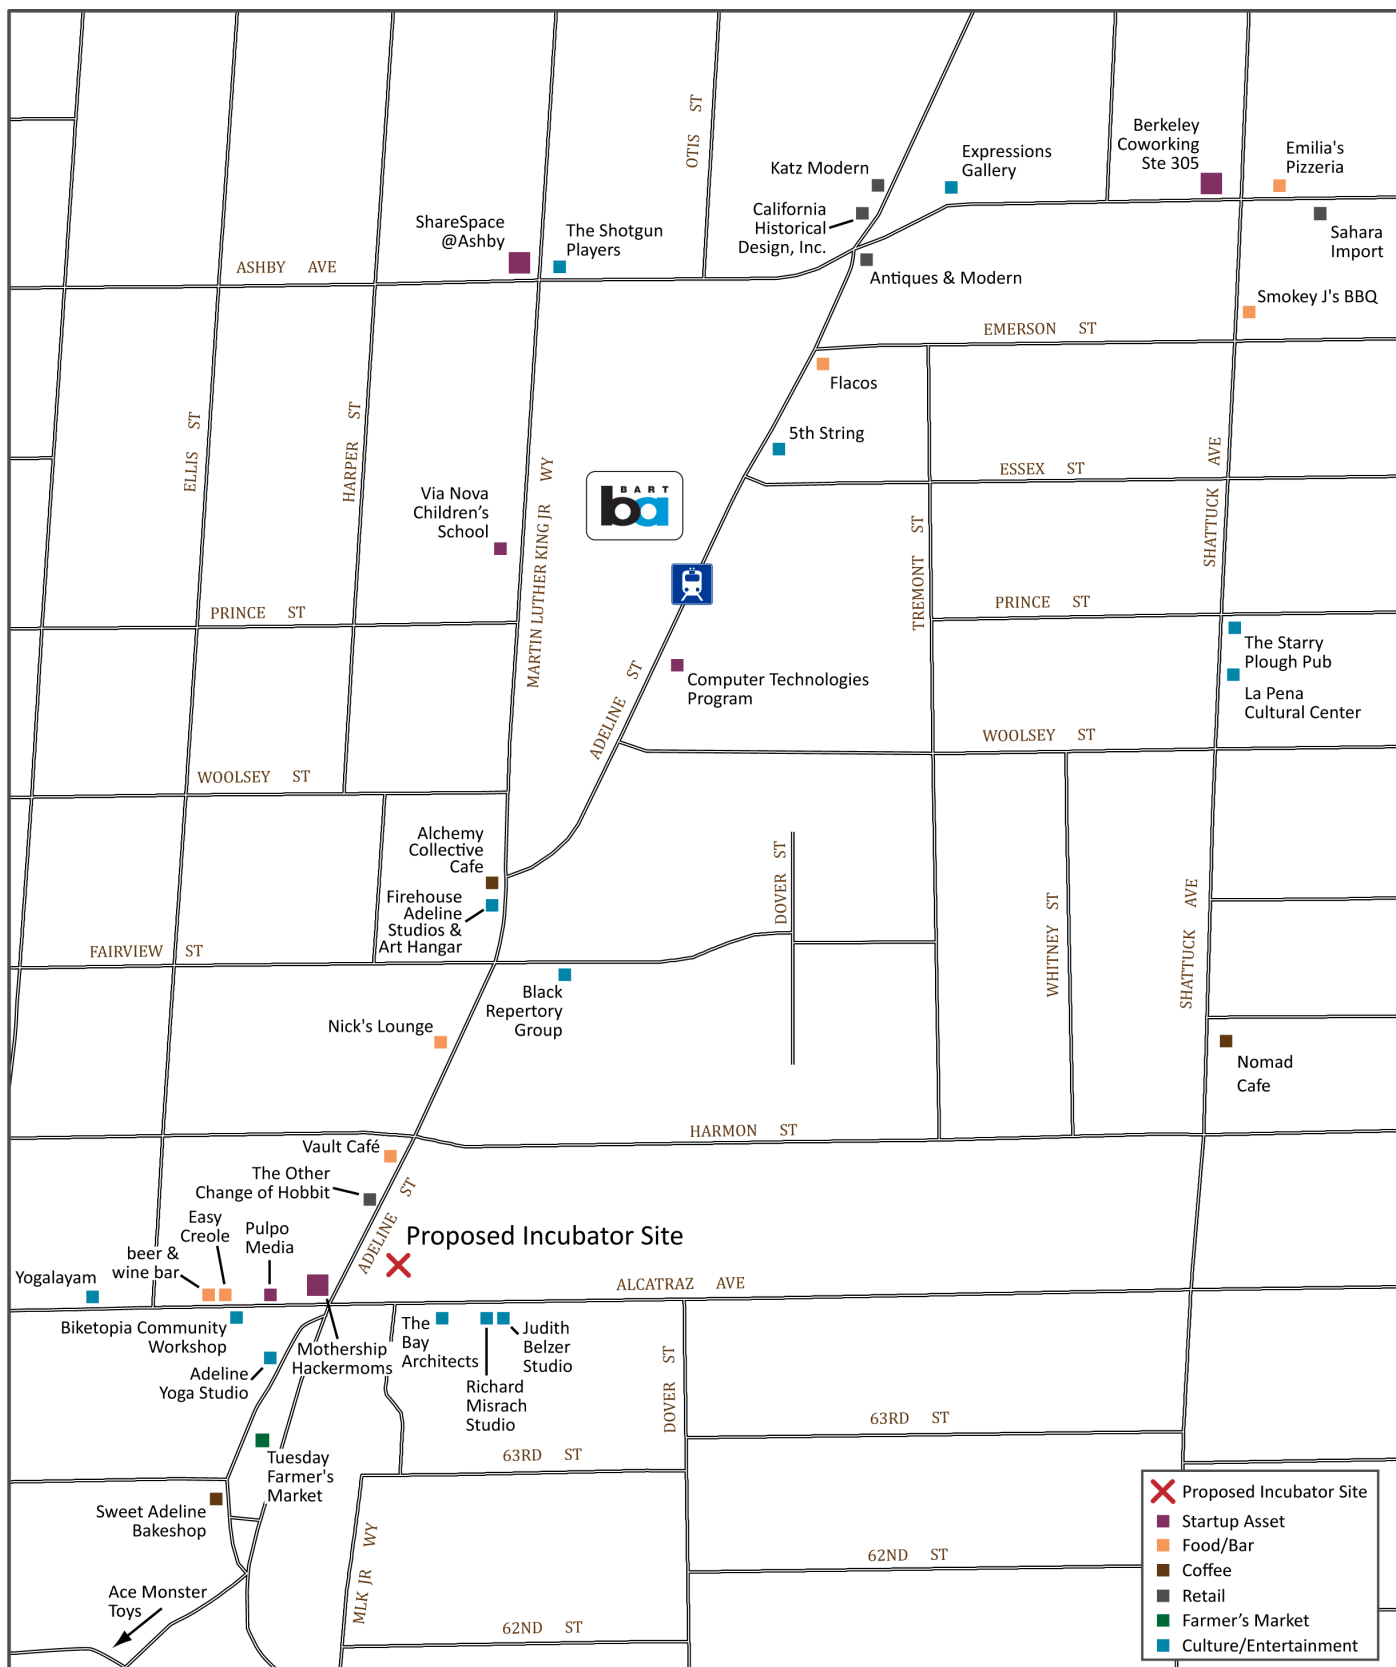 OTIS ST
Berkeley
Coworking
Ste 305
Emilia's
Pizzeria
Expressions
Gallery
Katz Modern
California
Historical
Design, Inc.
ShareSpace
@Ashby
The Shotgun
Players
Sahara
Import
ASHBY AVE
Antiques & Modern
Smokey J's BBQ
EMERSON ST
Flacos
ELLIS ST
HARPER ST
5th String
ESSEX ST
SHATTUCK AVE
MARTIN LUTHER KING JR WY
BART
ba
Via Nova
Children’s
School
TREMONT ST
PRINCE ST
PRINCE ST
The Starry
Plough Pub
La Pena
Cultural Center
ADELINE ST
Computer Technologies
Program
WOOLSEY ST
WOOLSEY ST
Alchemy
Collective
Cafe
Firehouse
Adeline
Studios &
Art Hangar
DOVER ST
WHITNEY ST
SHATTUCK AVE
FAIRVIEW ST
Black
Repertory
Group
Nick's Lounge
Nomad
Cafe
HARMON ST
Vault Café
The Other
Change of Hobbit
ADELINE ST
Easy
Creole
Pulpo
Media
beer &
wine bar
Yogalayam
Proposed Incubator Site
ALCATRAZ AVE
Biketopia Community
Workshop
Mothership
Hackermoms
The
Bay
Architects
Judith
Belzer
Studio
Richard
Misrach
Studio
Adeline
Yoga Studio
DOVER ST
63RD ST
63RD ST
Tuesday
Farmer's
Market
Sweet Adeline
Bakeshop
MLK JR WY
62ND ST
62ND ST
Ace Monster
Toys
Proposed Incubator Site
Startup Asset
Food/Bar
Coffee
Retail
Farmer’s Market
Culture/Entertainment